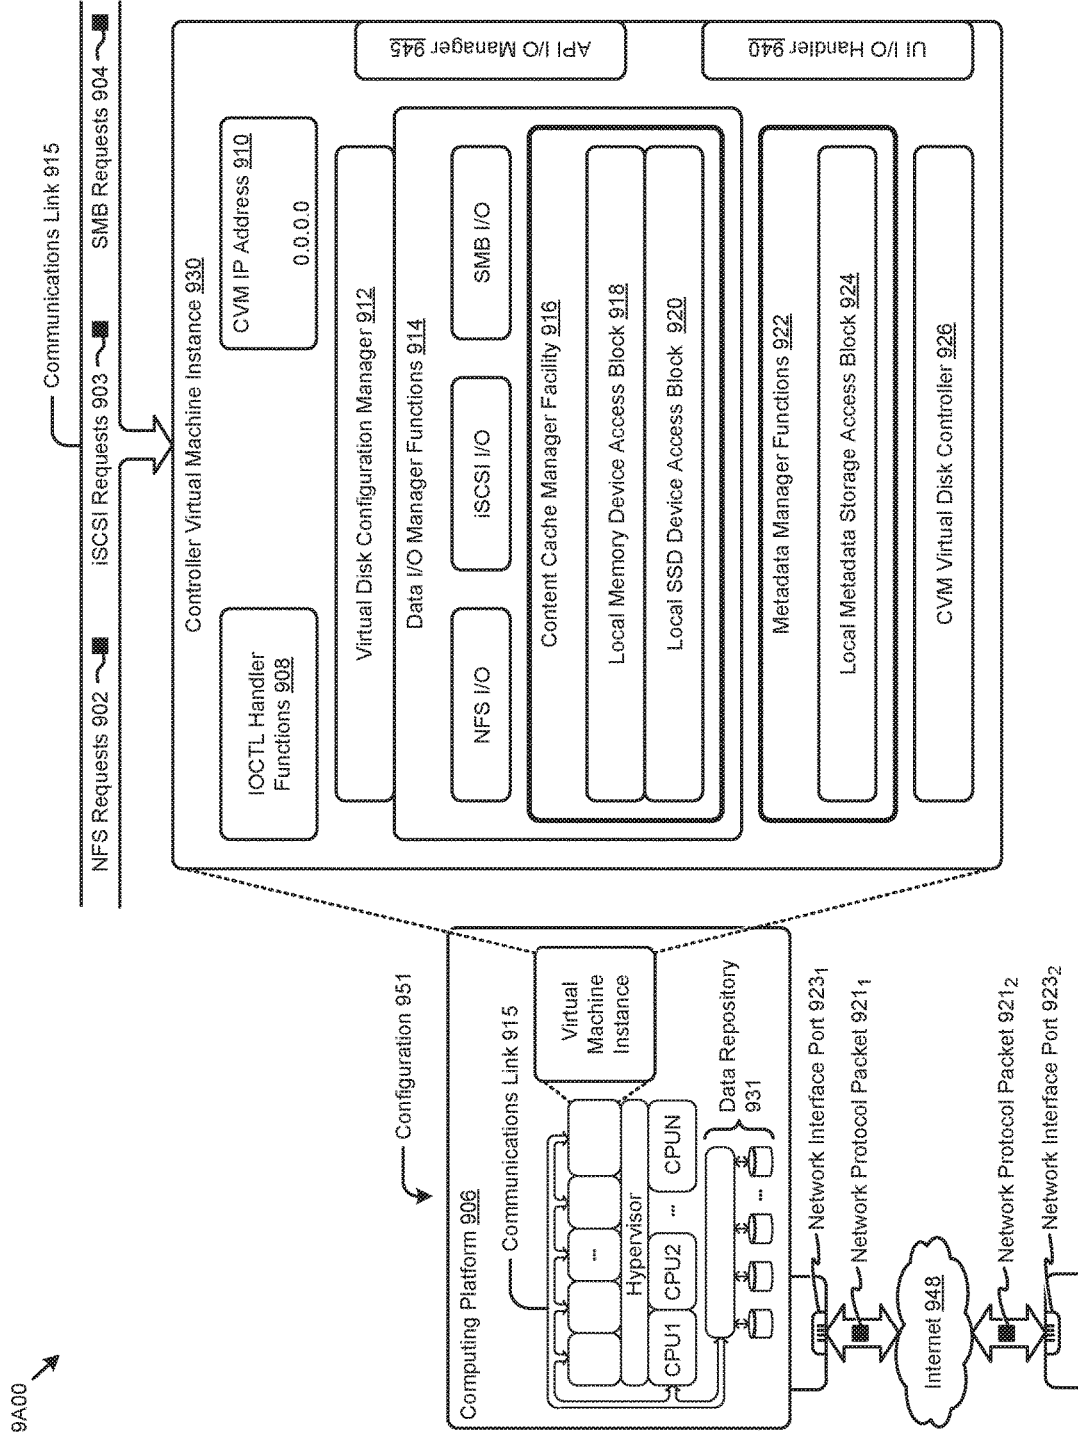 9A00
Communications Link 915
NFS Requests 902
iSCSI Requests 903
SMB Requests 904
Configuration 951
Computing Platform 906
Communications Link 915
...
Hypervisor
CPU1
CPU2
...
CPUN
Virtual
Machine
Instance
Data Repository
931
...
Network Interface Port 923₁
Network Protocol Packet 921₁
Internet 948
Network Protocol Packet 921₂
Network Interface Port 923₂
Controller Virtual Machine Instance 930
IOCTL Handler
Functions 908
CVM IP Address 910
0.0.0.0
Virtual Disk Configuration Manager 912
Data I/O Manager Functions 914
NFS I/O
iSCSI I/O
SMB I/O
Content Cache Manager Facility 916
Local Memory Device Access Block 918
Local SSD Device Access Block 920
Metadata Manager Functions 922
Local Metadata Storage Access Block 924
CVM Virtual Disk Controller 926
API I/O Manager 945
UI I/O Handler 940